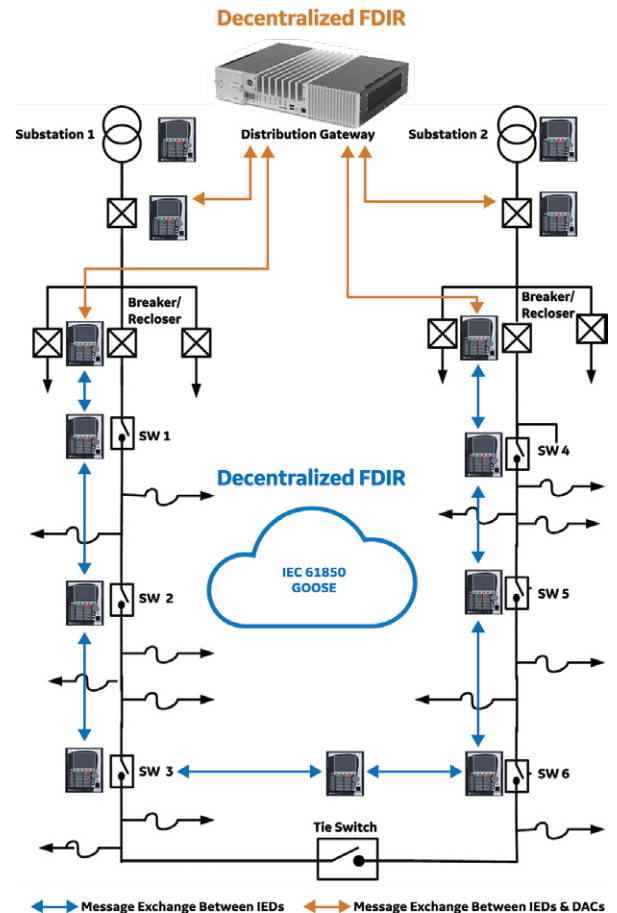 Decentralized FDIR
Substation 1
Distribution Gateway
Substation 2
Breaker/
Recloser
Breaker/
Recloser
SW 1
SW 4
Decentralized FDIR
IEC 61850
GOOSE
SW 2
SW 5
SW 3
SW 6
Tie Switch
Message Exchange Between IEDs
Message Exchange Between IEDs & DACs